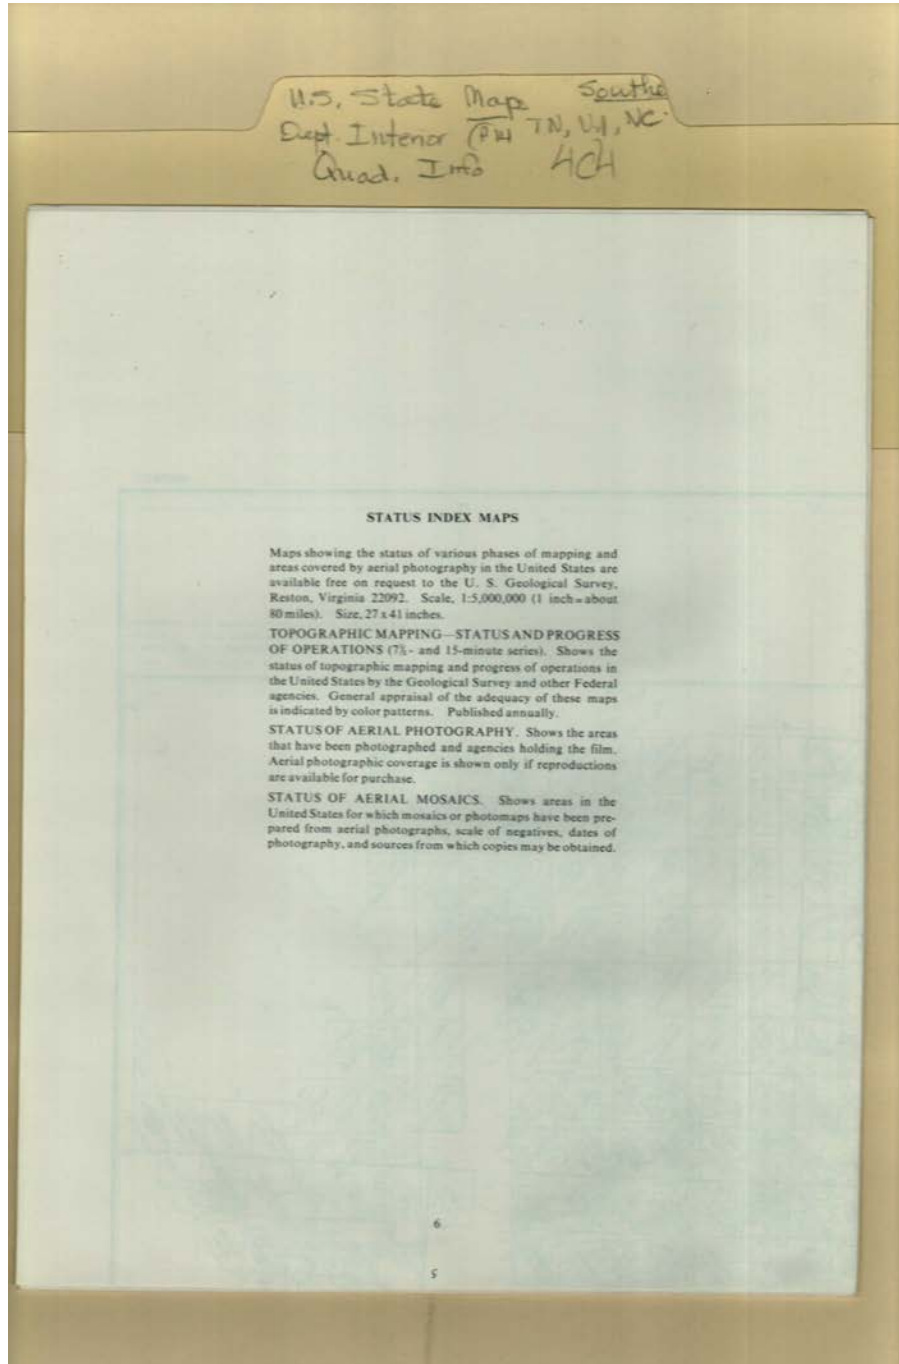 U.S. State Map Southe
Dept. Interior TN, VA, NC.
Quad. Info 404
STATUS INDEX MAPS
Maps showing the status of various phases of mapping and
areas covered by aerial photography in the United States are
available free on request to the U. S. Geological Survey,
Reston, Virginia 22092. Scale, 1:5,000,000 (1 inch=about
80 miles). Size, 27 x 41 inches.
TOPOGRAPHIC MAPPING—STATUS AND PROGRESS
OF OPERATIONS (7½- and 15-minute series). Shows the
status of topographic mapping and progress of operations in
the United States by the Geological Survey and other Federal
agencies. General appraisal of the adequacy of these maps
is indicated by color patterns. Published annually.
STATUS OF AERIAL PHOTOGRAPHY. Shows the areas
that have been photographed and agencies holding the film.
Aerial photographic coverage is shown only if reproductions
are available for purchase.
STATUS OF AERIAL MOSAICS. Shows areas in the
United States for which mosaics or photomaps have been pre-
pared from aerial photographs, scale of negatives, dates of
photography, and sources from which copies may be obtained.
6
5